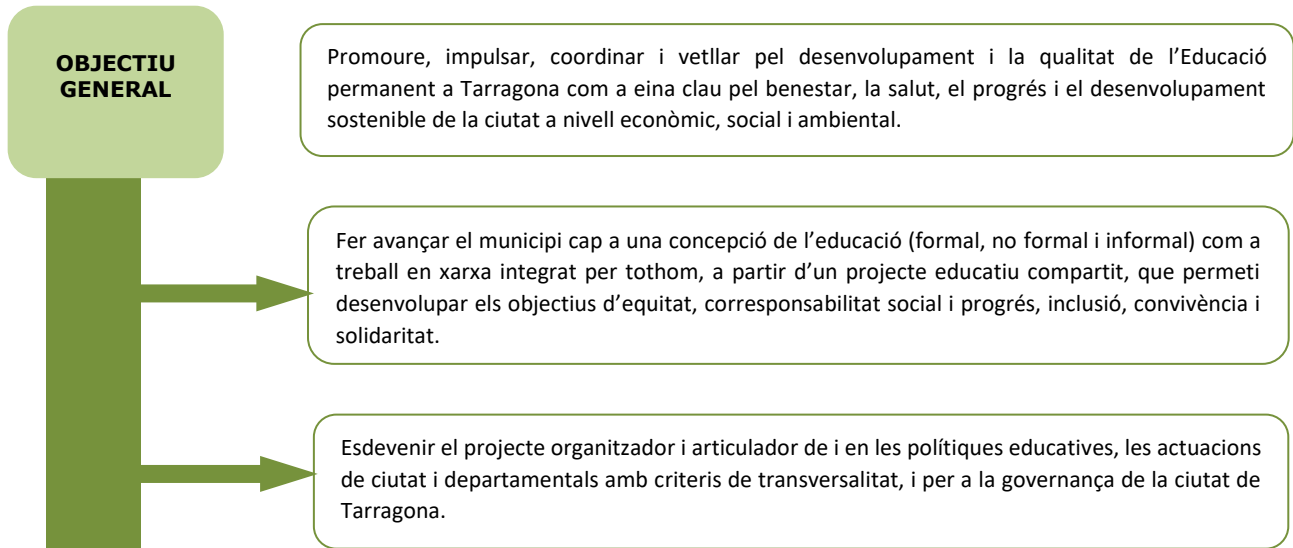 OBJECTIU
GENERAL
Promoure, impulsar, coordinar i vetllar pel desenvolupament i la qualitat de l’Educació
permanent a Tarragona com a eina clau pel benestar, la salut, el progrés i el desenvolupament
sostenible de la ciutat a nivell econòmic, social i ambiental.
Fer avançar el municipi cap a una concepció de l’educació (formal, no formal i informal) com a
treball en xarxa integrat per tothom, a partir d’un projecte educatiu compartit, que permeti
desenvolupar els objectius d’equitat, corresponsabilitat social i progrés, inclusió, convivència i
solidaritat.
Esdevenir el projecte organitzador i articulador de i en les polítiques educatives, les actuacions
de ciutat i departamentals amb criteris de transversalitat, i per a la governança de la ciutat de
Tarragona.